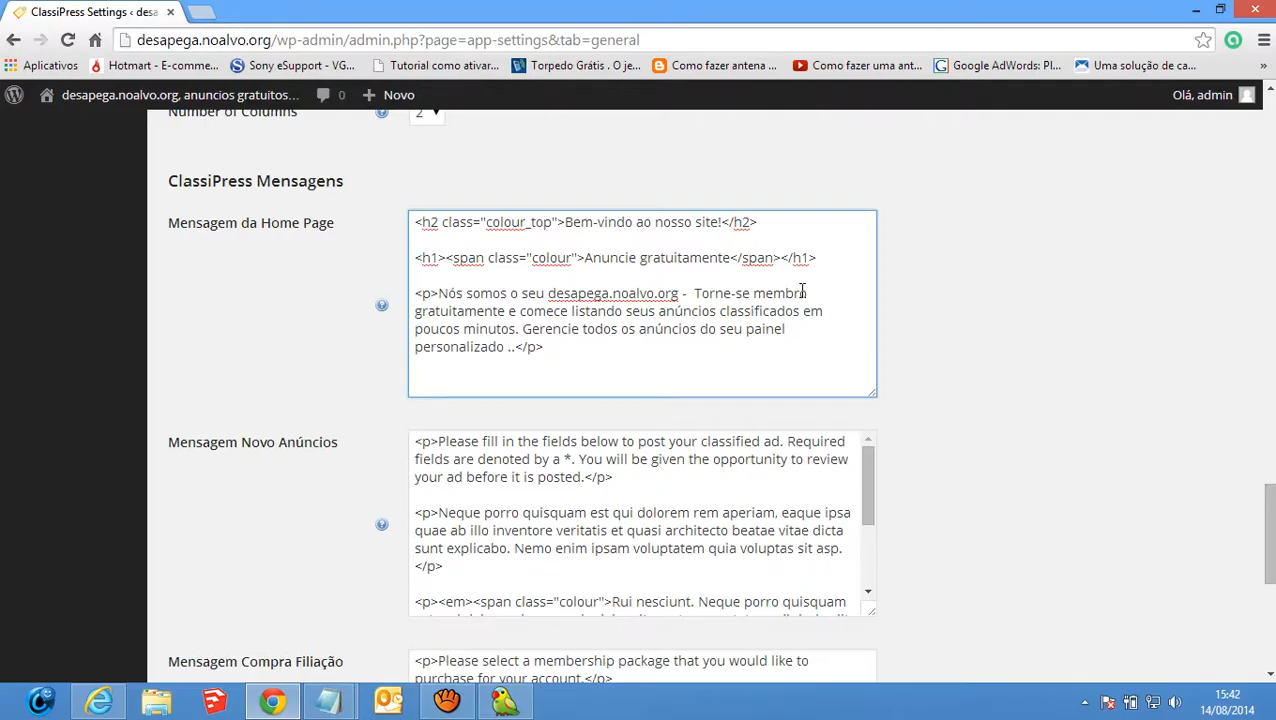 ClassiPress Settings ‹ desa
desapega.noalvo.org/wp-admin/admin.php?page=app-settings&tab=general
Aplicativos
Hotmart - E-comme...
Sony eSupport - VG...
Tutorial como ativar...
Torpedo Grátis . O je...
Como fazer antena ...
Como fazer uma ant...
Google AdWords: Pl...
Uma solução de ca...
»
desapega.noalvo.org, anuncios gratuitos...
0
Novo
Olá, admin
Number of Columns
2
ClassiPress Mensagens
Mensagem da Home Page
<h2 class="colour_top">Bem-vindo ao nosso site!</h2>
<h1><span class="colour">Anuncie gratuitamente</span></h1>
<p>Nós somos o seu desapega.noalvo.org -  Torne-se membro
gratuitamente e comece listando seus anúncios classificados em
poucos minutos. Gerencie todos os anúncios do seu painel
personalizado ..</p>
Mensagem Novo Anúncios
<p>Please fill in the fields below to post your classified ad. Required
fields are denoted by a *. You will be given the opportunity to review
your ad before it is posted.</p>
<p>Neque porro quisquam est qui dolorem rem aperiam, eaque ipsa
quae ab illo inventore veritatis et quasi architecto beatae vitae dicta
sunt explicabo. Nemo enim ipsam voluptatem quia voluptas sit asp.
</p>
<p><em><span class="colour">Rui nesciunt. Neque porro quisquam
Mensagem Compra Filiação
<p>Please select a membership package that you would like to
purchase for your account.</p>
15:42
14/08/2014